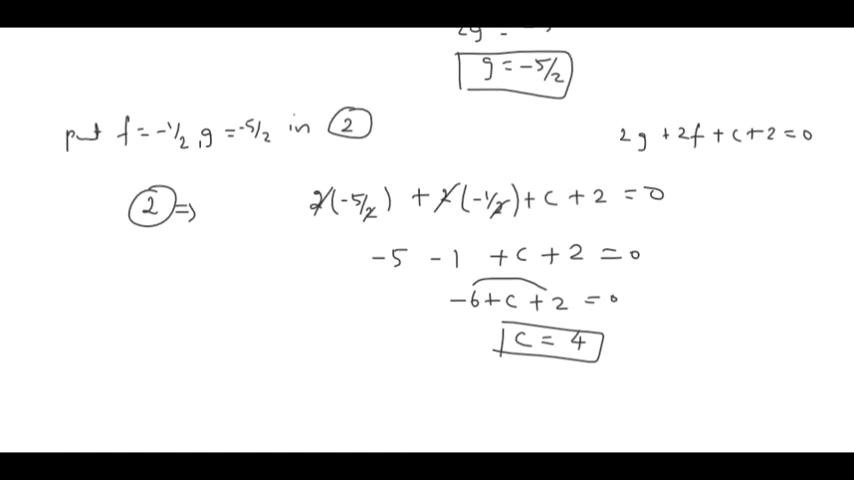 2g =
g = -5/2
put f = -1/2, g = -5/2 in ② 2g + 2f + c + 2 = 0
② ⇒ 2(-5/2) + 2(-1/2) + c + 2 = 0
-5 - 1 + c + 2 = 0
-6 + c + 2 = 0
c = 4